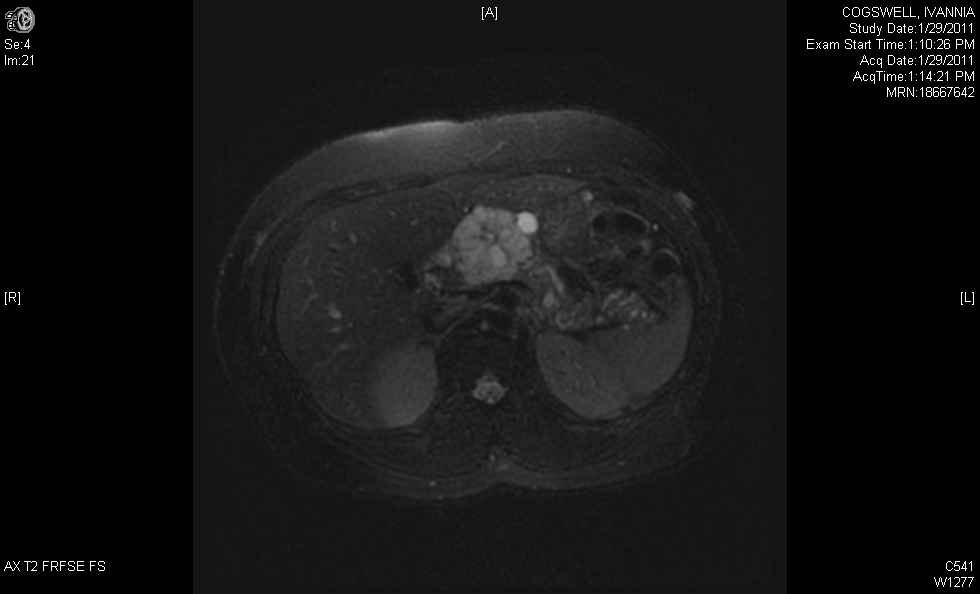 [A]
COGSWELL, IVANNIA
Study Date:1/29/2011
Exam Start Time:1:10:26 PM
Acq Date:1/29/2011
AcqTime:1:14:21 PM
MRN:18667642
Se:4
Im:21
[R]
[L]
AX T2 FRFSE FS
C541
W1277